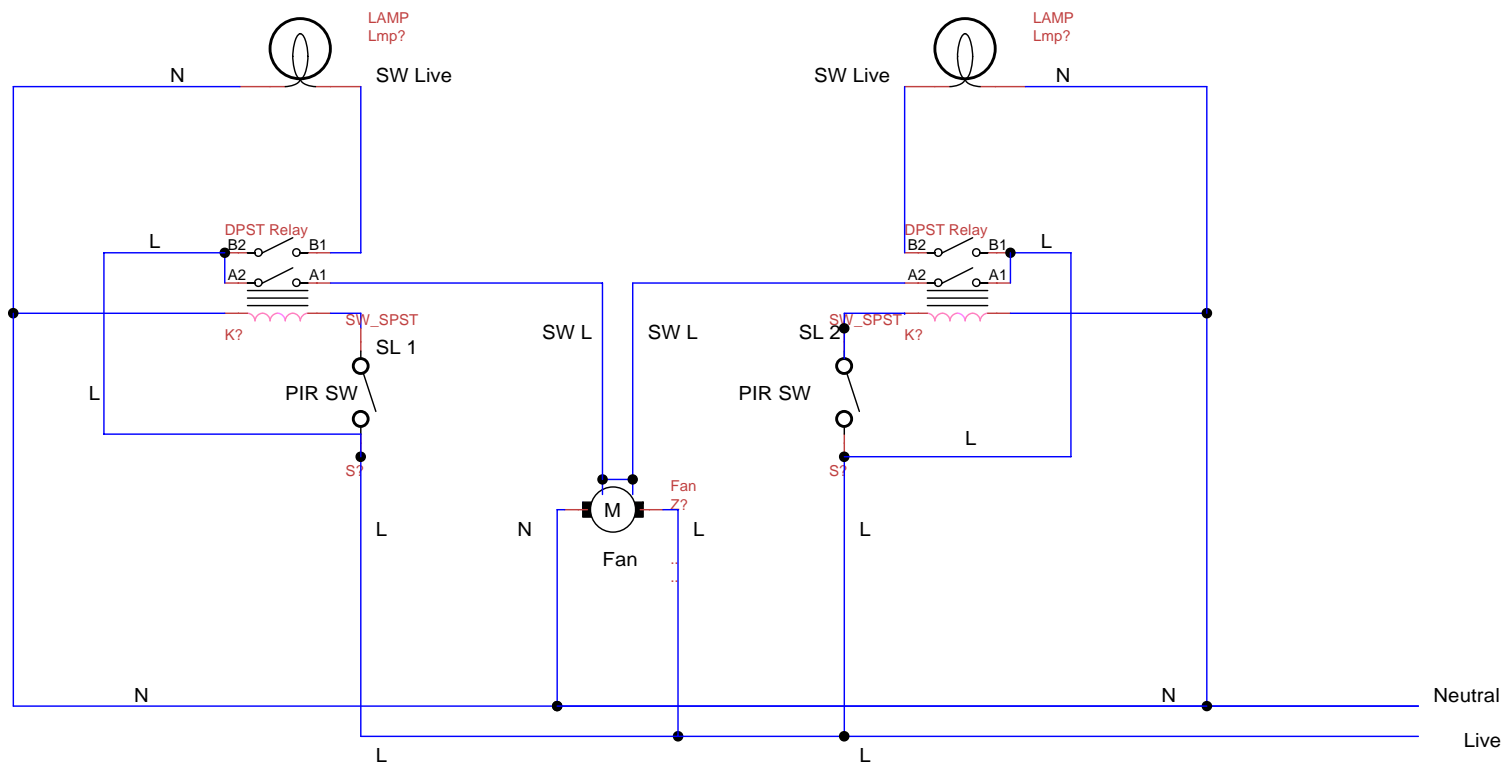 LAMP
Lmp?
LAMP
Lmp?
N
SW Live
SW Live
N
DPST Relay
DPST Relay
L
B2
B1
B2
B1
L
A2
A1
A2
A1
SW_SPST
K?
SL 1
SW L
SW L
SL 2
SW_SPST
K?
L
PIR SW
PIR SW
L
S?
S?
Fan
Z?
M
L
N
L
L
Fan
..
..
N
N
Neutral
Live
L
L